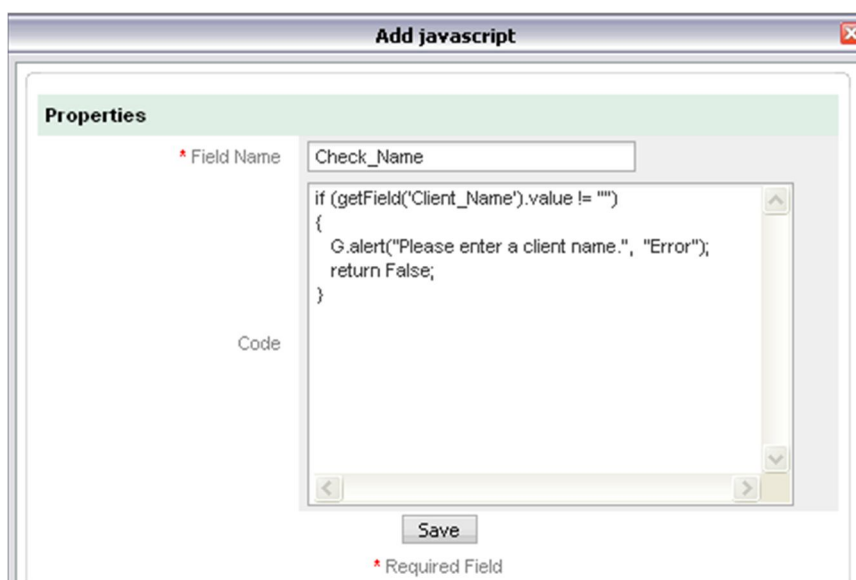 Add javascript
Properties
* Field Name
Check_Name
if (getField('Client_Name').value != "")
{
G.alert("Please enter a client name.", "Error");
return False;
}
Code
Save
* Required Field